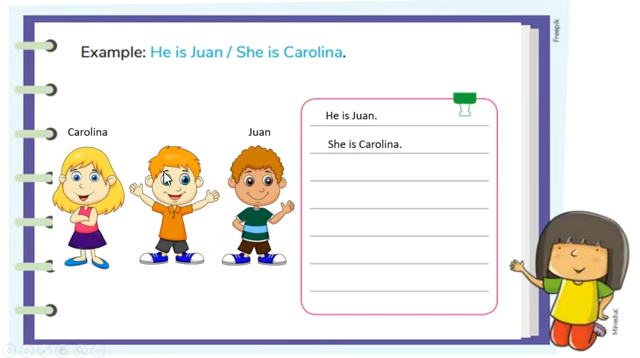 Example: He is Juan / She is Carolina.
Freepik
Carolina
Juan
He is Juan.
She is Carolina.
Mineduc